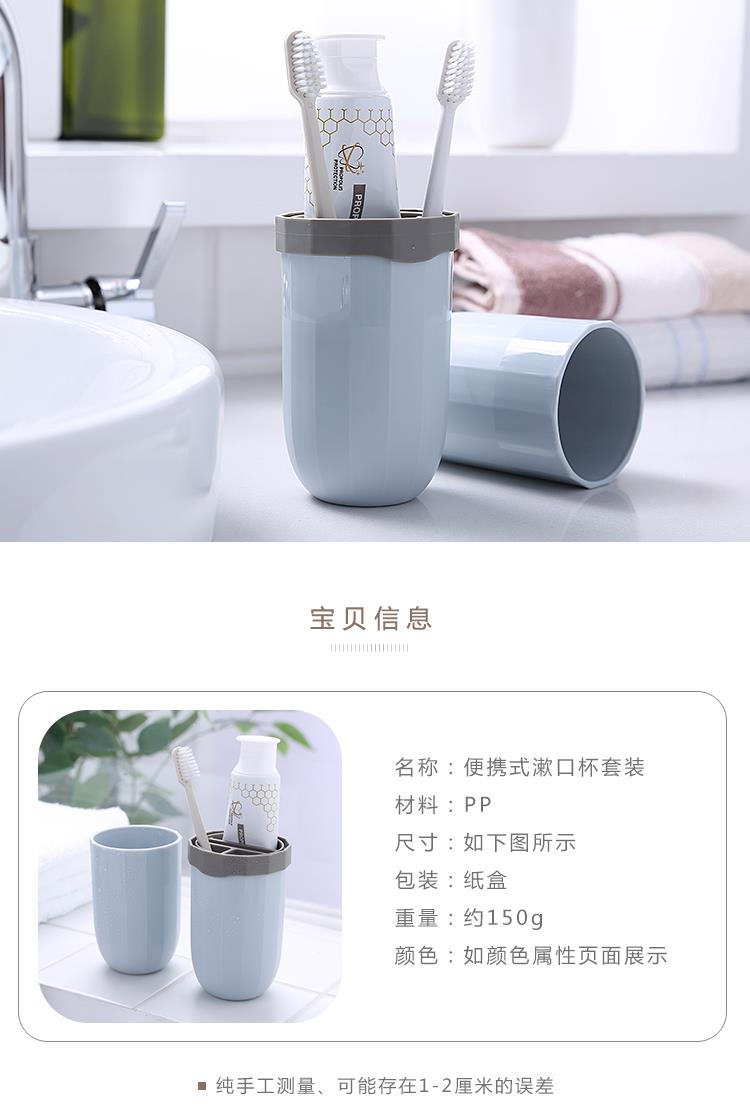 PROPOLIS
PROTECTION
PROP
宝贝信息
名称：便携式漱口杯套装
材料：PP
尺寸：如下图所示
包装：纸盒
重量：约150g
颜色：如颜色属性页面展示
纯手工测量、可能存在1-2厘米的误差